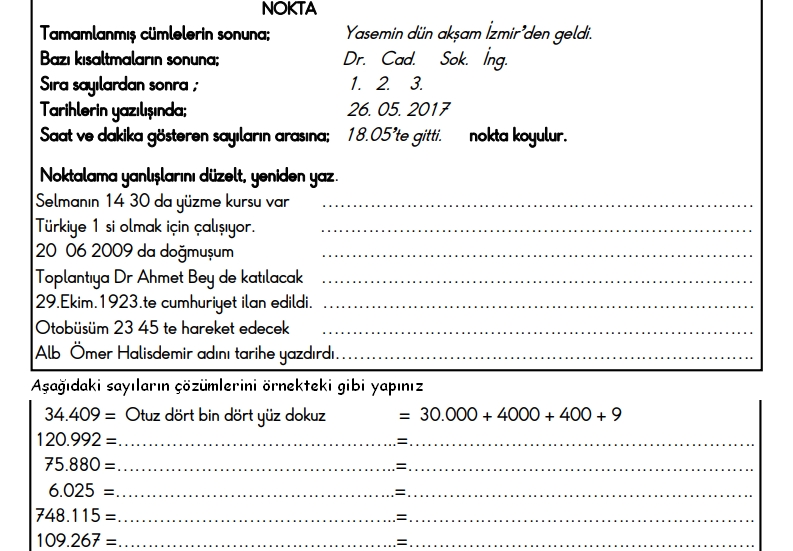 NOKTA
Tamamlanmış cümlelerin sonuna; Yasemin dün akşam İzmir'den geldi.
Bazı kısaltmaların sonuna; Dr. Cad. Sok. İng.
Sıra sayılardan sonra ; 1. 2. 3.
Tarihlerin yazılışında; 26. 05. 2017
Saat ve dakika gösteren sayıların arasına; 18.05'te gitti. nokta koyulur.
Noktalama yanlışlarını düzelt, yeniden yaz.
Selmanın 14 30 da yüzme kursu var ……………………………………………………
Türkiye 1 si olmak için çalışıyor. ……………………………………………………
20 06 2009 da doğmuşum ……………………………………………………
Toplantıya Dr Ahmet Bey de katılacak ……………………………………………………
29.Ekim.1923.te cumhuriyet ilan edildi. ……………………………………………………
Otobüsüm 23 45 te hareket edecek ……………………………………………………
Alb Ömer Halisdemir adını tarihe yazdırdı……………………………………………………
Aşağıdaki sayıların çözümlerini örnekteki gibi yapınız
34.409 = Otuz dört bin dört yüz dokuz = 30.000 + 4000 + 400 + 9
120.992 =…………………………………..=…………………………………………
75.880 =…………………………………..=…………………………………………
6.025 =…………………………………..=…………………………………………
748.115 =…………………………………..=…………………………………………
109.267 =…………………………………..=…………………………………………